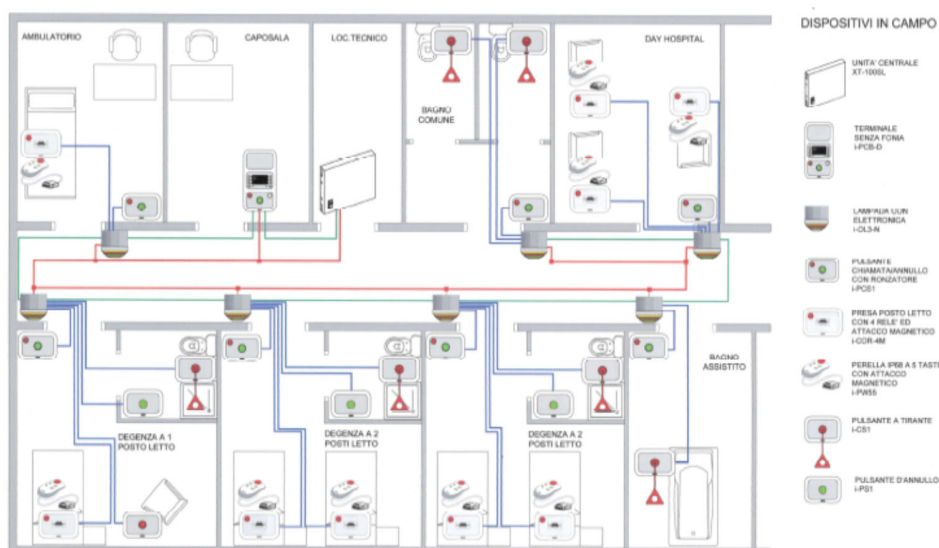 DISPOSITIVI IN CAMPO
AMBULATORIO
CAPOSALA
LOC.TECNICO
DAY HOSPITAL
BAGNO
COMUNE
UNITA' CENTRALE
XT-100SL
TERMINALE
SENZA FONIA
i-PCB-D
LAMPADA CON
ELETTRONICA
i-OL3-N
PULSANTE
CHIAMATA/ANNULLO
CON RONZATORE
i-PCS1
PRESA POSTO LETTO
CON 4 RELE' ED
ATTACCO MAGNETICO
i-COR-4M
PERELLA IP68 A 5 TASTI
CON ATTACCO
MAGNETICO
i-PW5S
PULSANTE A TIRANTE
i-CS1
PULSANTE D'ANNULLO
i-PS1
BAGNO
ASSISTITO
DEGENZA A 1
POSTO LETTO
DEGENZA A 2
POSTI LETTO
DEGENZA A 2
POSTI LETTO